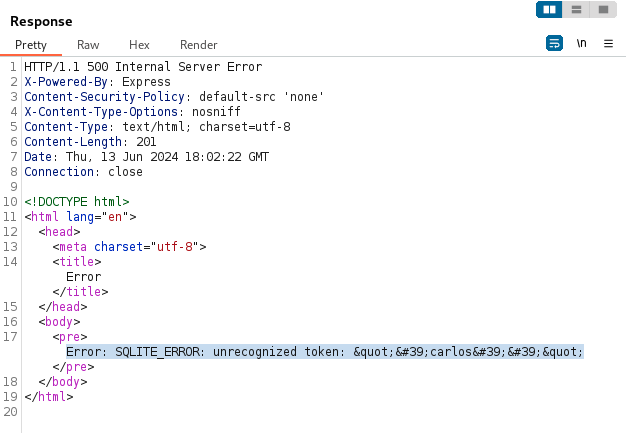 Response
Pretty Raw Hex Render
\n
1 HTTP/1.1 500 Internal Server Error
2 X-Powered-By: Express
3 Content-Security-Policy: default-src 'none'
4 X-Content-Type-Options: nosniff
5 Content-Type: text/html; charset=utf-8
6 Content-Length: 201
7 Date: Thu, 13 Jun 2024 18:02:22 GMT
8 Connection: close
9
10 <!DOCTYPE html>
11 <html lang="en">
12 <head>
13 <meta charset="utf-8">
14 <title>
Error
</title>
15 </head>
16 <body>
17 <pre>
Error: SQLITE_ERROR: unrecognized token: &quot;&#39;carlos&#39;&#39;&quot;
</pre>
18 </body>
19 </html>
20